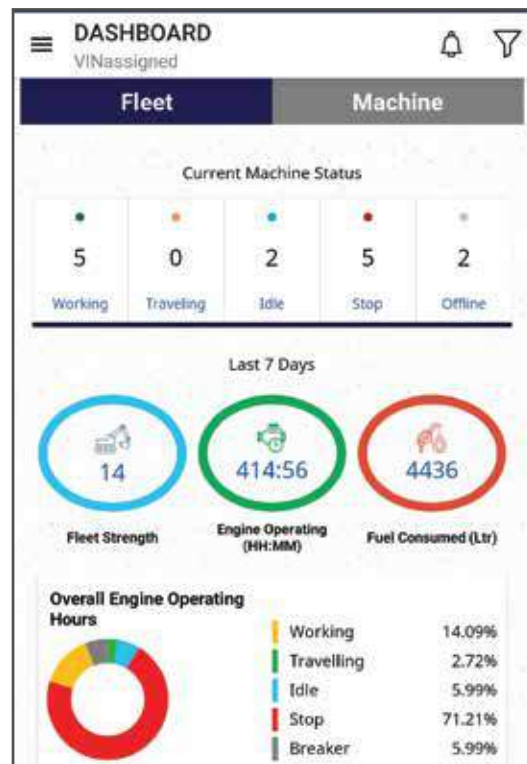 DASHBOARD
VINassigned
Fleet Machine
Current Machine Status
5 0 2 5 2
Working Traveling Idle Stop Offline
Last 7 Days
14 414:56 4436
Fleet Strength Engine Operating (HH:MM) Fuel Consumed (Ltr)
Overall Engine Operating
Hours
Working 14.09%
Travelling 2.72%
Idle 5.99%
Stop 71.21%
Breaker 5.99%